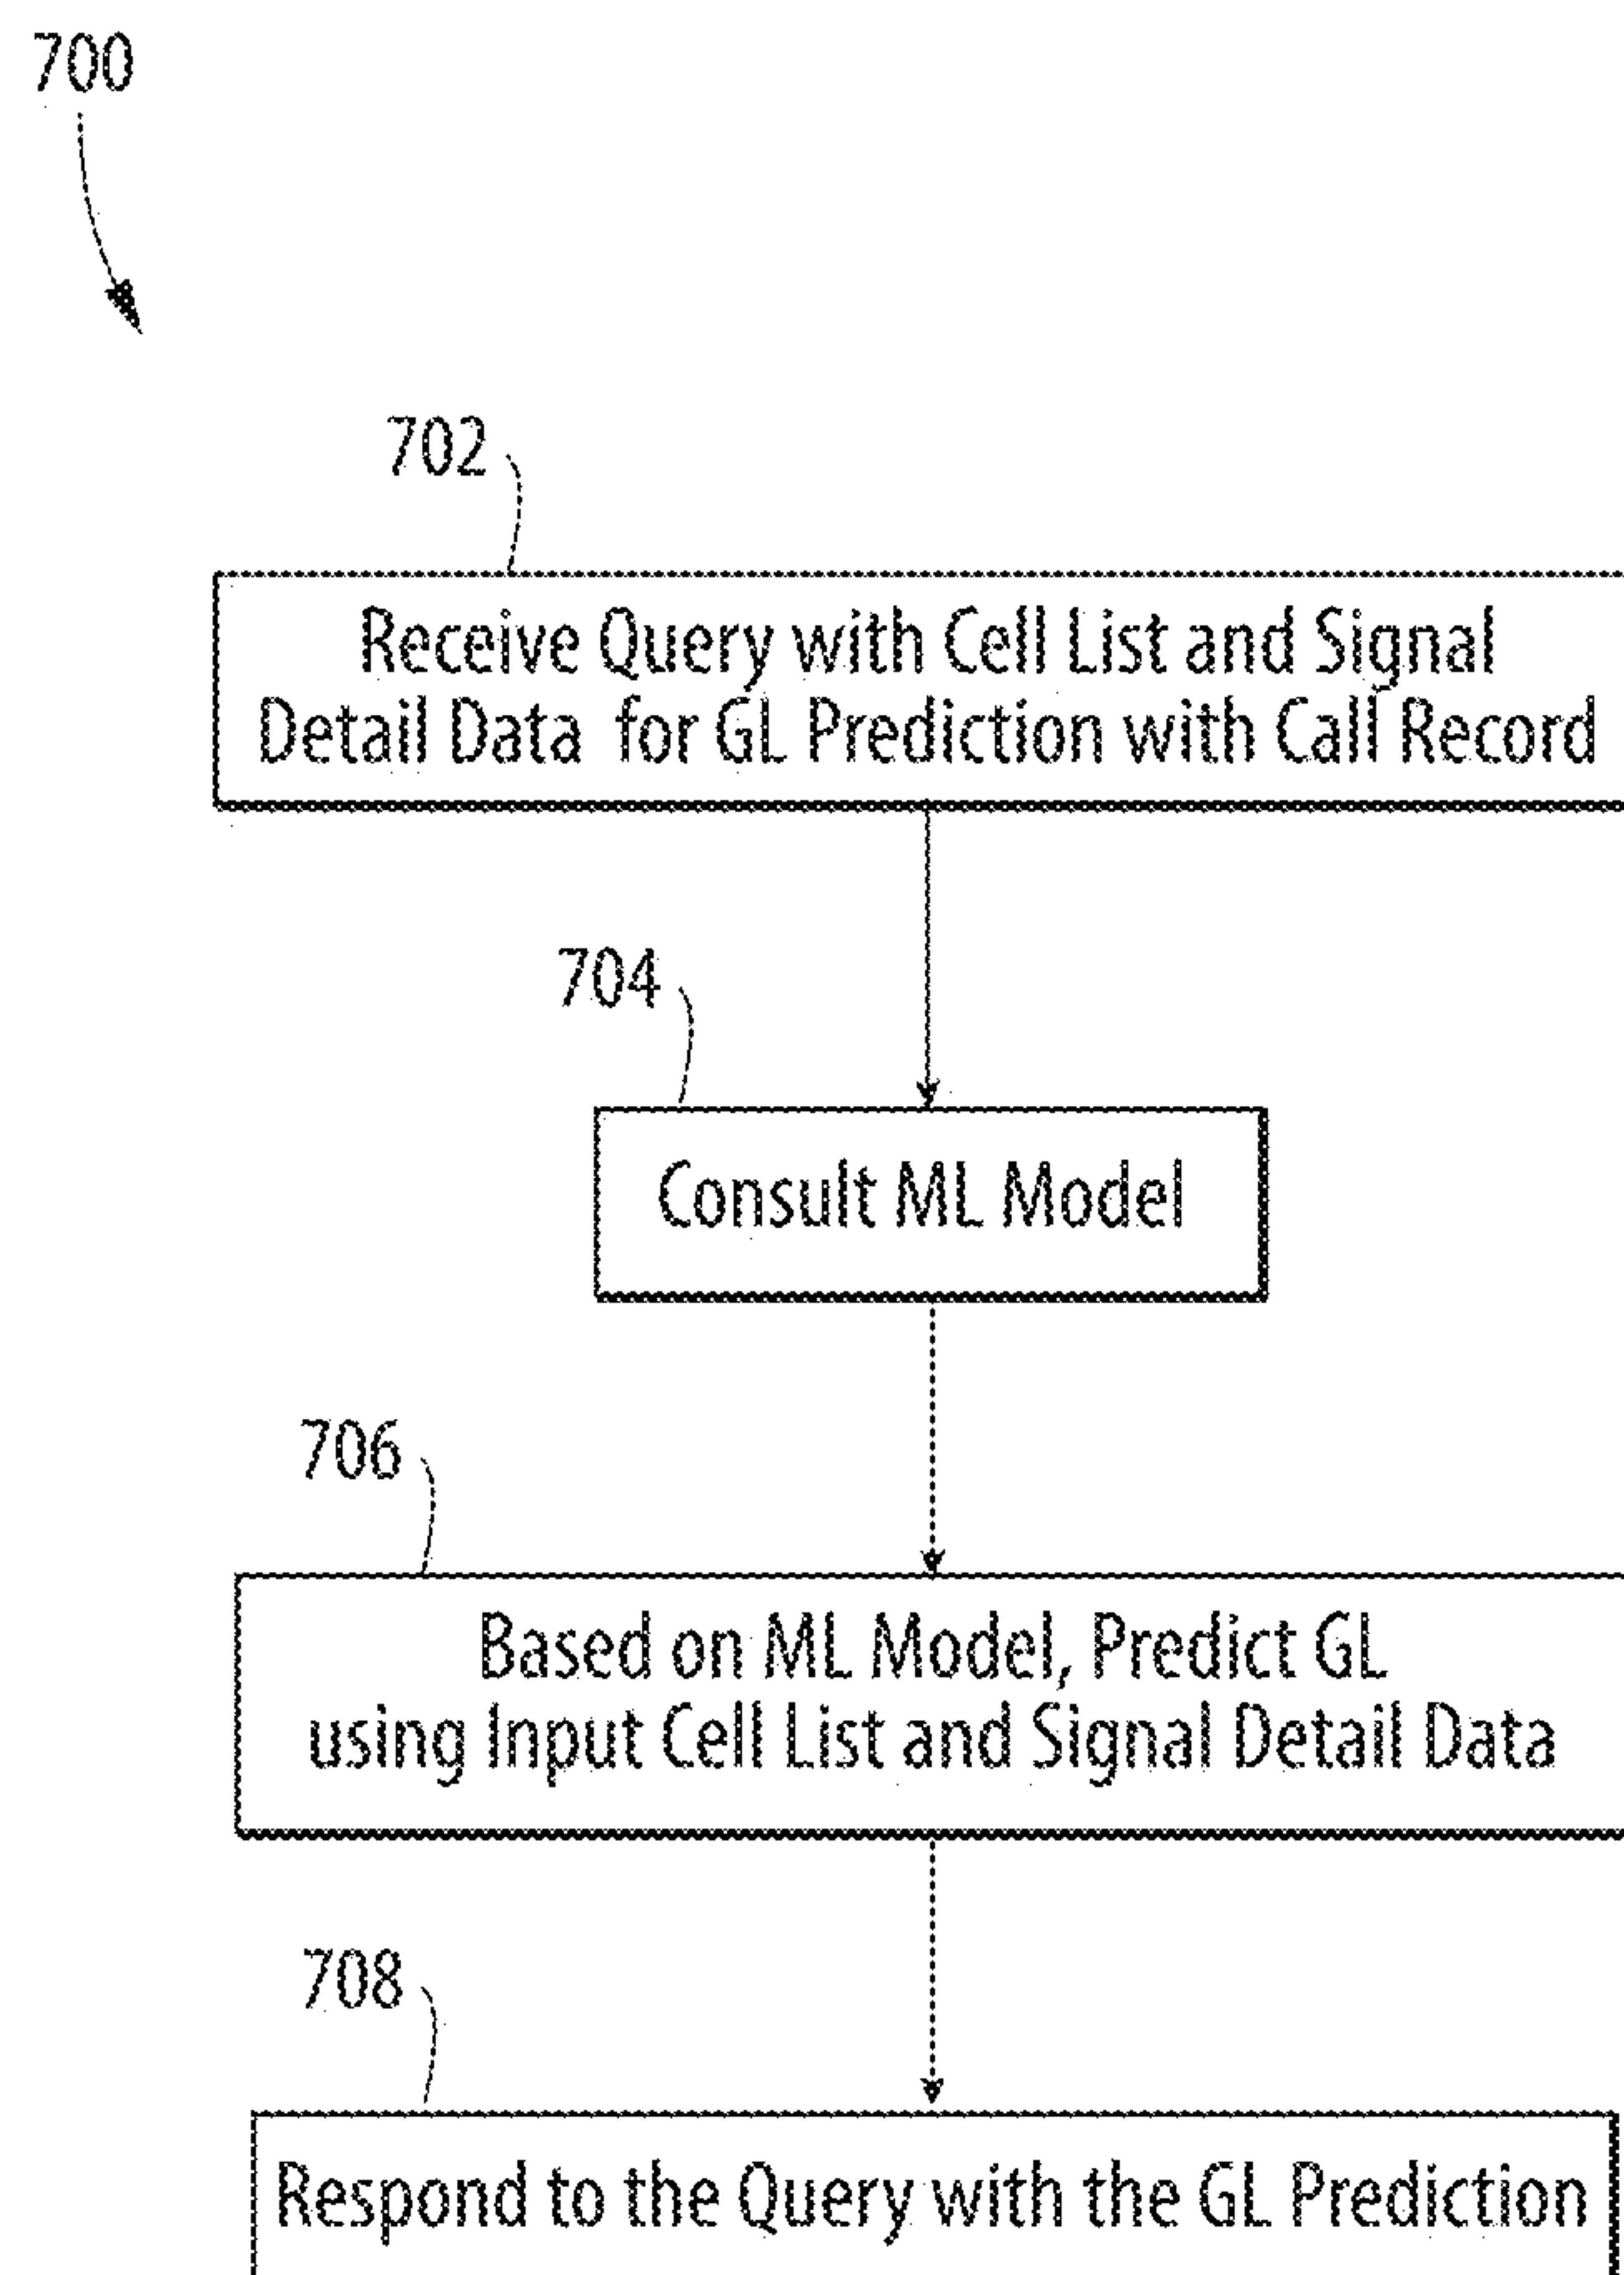 700
702
Receive Query with Cell List and Signal
Detail Data for GL Prediction with Call Record
704
Consult ML Model
706
Based on ML Model, Predict GL
using Input Cell List and Signal Detail Data
708
Respond to the Query with the GL Prediction